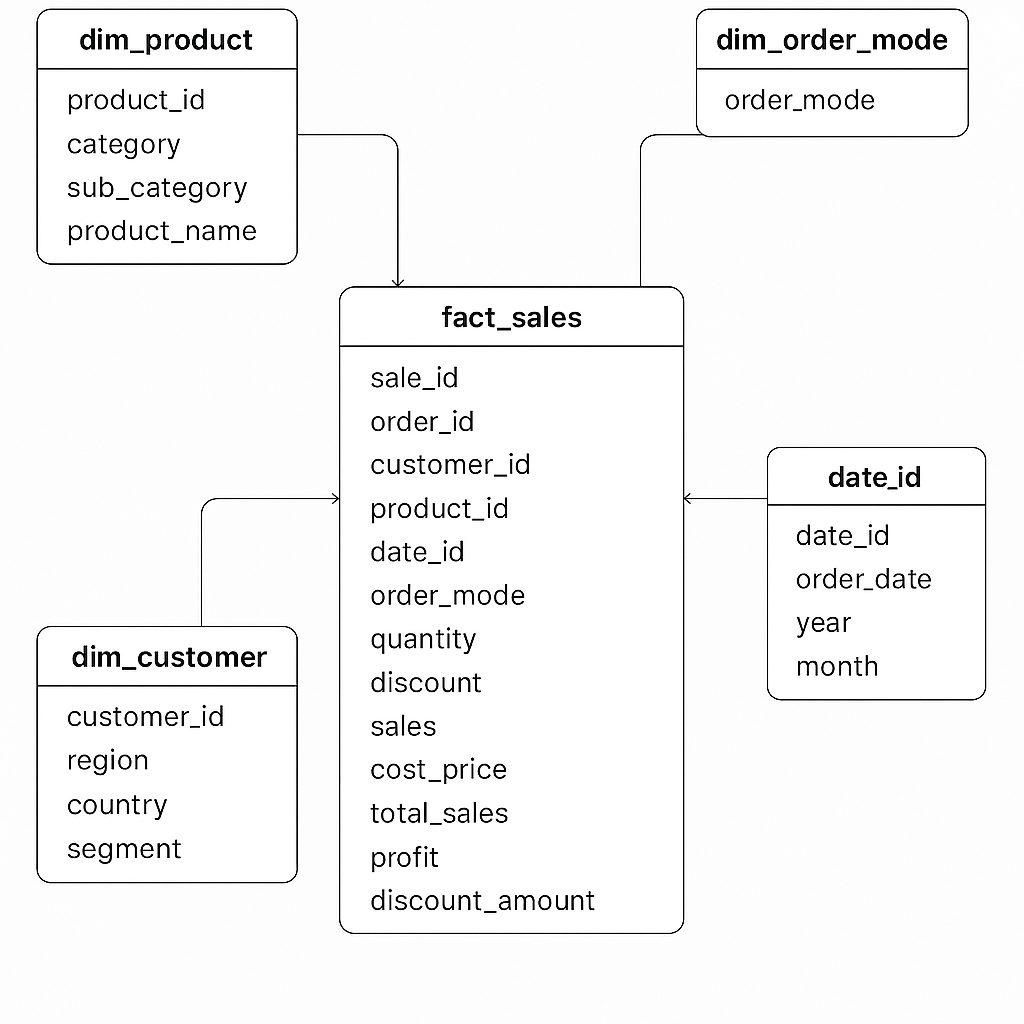 dim_product
product_id
category
sub_category
product_name
dim_order_mode
order_mode
fact_sales
sale_id
order_id
customer_id
product_id
date_id
order_mode
quantity
discount
sales
cost_price
total_sales
profit
discount_amount
date_id
date_id
order_date
year
month
dim_customer
customer_id
region
country
segment